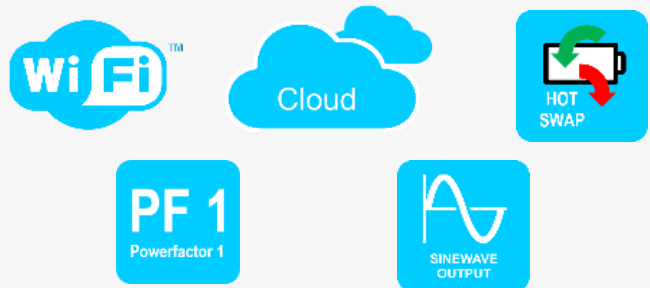 Wi Fi TM
Cloud
HOT
SWAP
PF 1
Powerfactor 1
SINEWAVE
OUTPUT